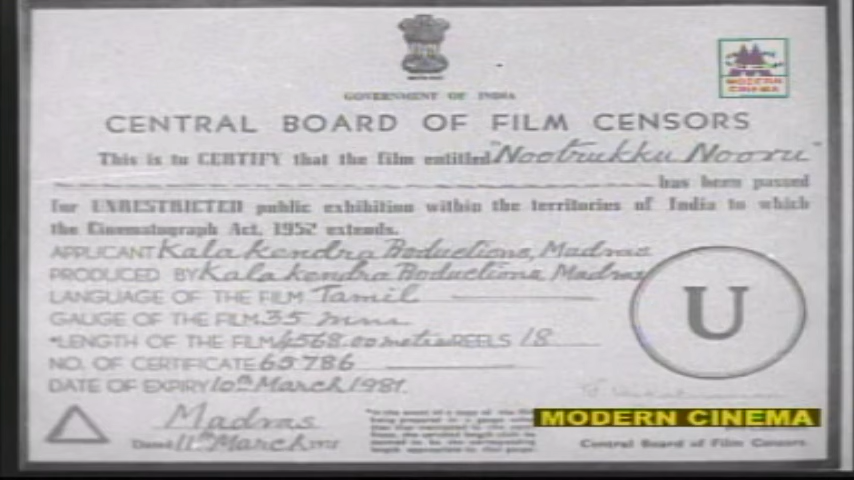 GOVERNMENT OF INDIA
MODERN
CINEMA
CENTRAL BOARD OF FILM CENSORS
This is to CERTIFY that the film entitled "Nootrukku Nooru"
has been passed
for UNRESTRICTED public exhibition within the territories of India to which
the Cinematograph Act, 1952 extends.
APPLICANT Kala Kendra Productions, Madras
PRODUCED BY Kala Kendra Productions Madras
LANGUAGE OF THE FILM Tamil
GAUGE OF THE FILM 35 mm
U
*LENGTH OF THE FILM 4568.00 metres REELS 18
NO. OF CERTIFICATE 65786
DATE OF EXPIRY 10th March 1981.
Madras
Dated 11th March
MODERN CINEMA
Central Board of Film Censors